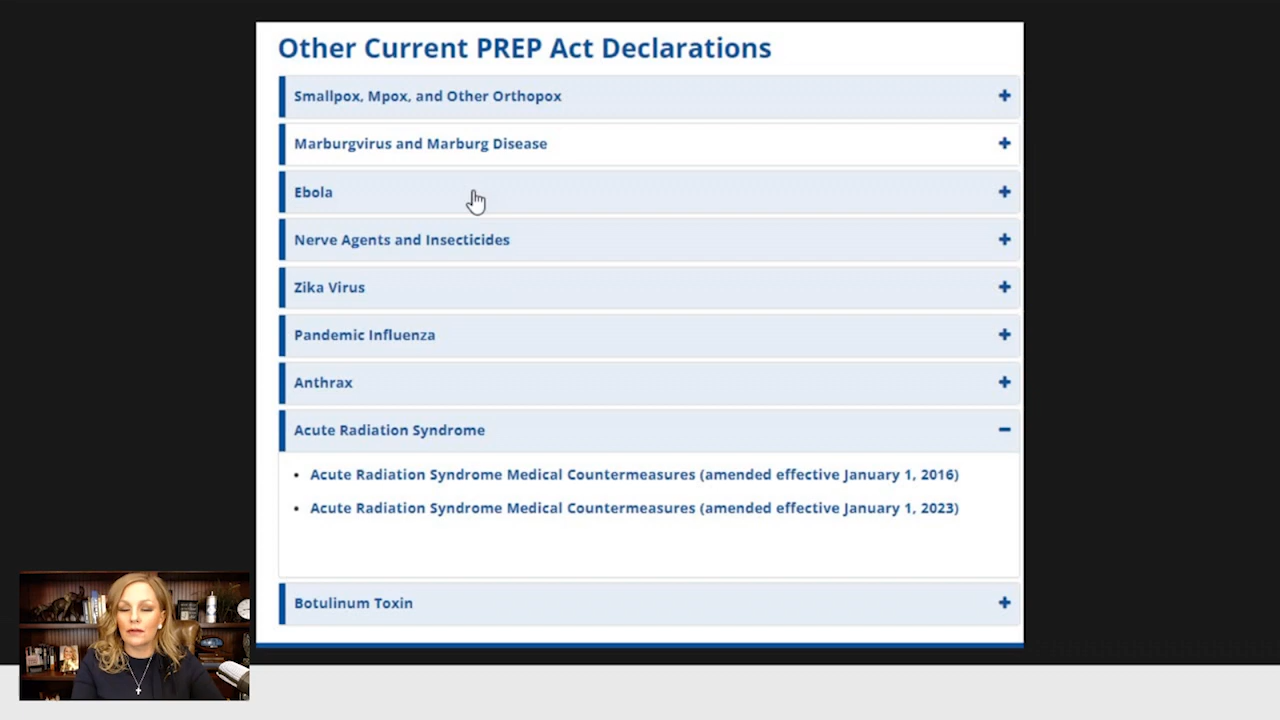 Other Current PREP Act Declarations
Smallpox, Mpox, and Other Orthopox
Marburgvirus and Marburg Disease
Ebola
Nerve Agents and Insecticides
Zika Virus
Pandemic Influenza
Anthrax
Acute Radiation Syndrome
• Acute Radiation Syndrome Medical Countermeasures (amended effective January 1, 2016)
• Acute Radiation Syndrome Medical Countermeasures (amended effective January 1, 2023)
Botulinum Toxin